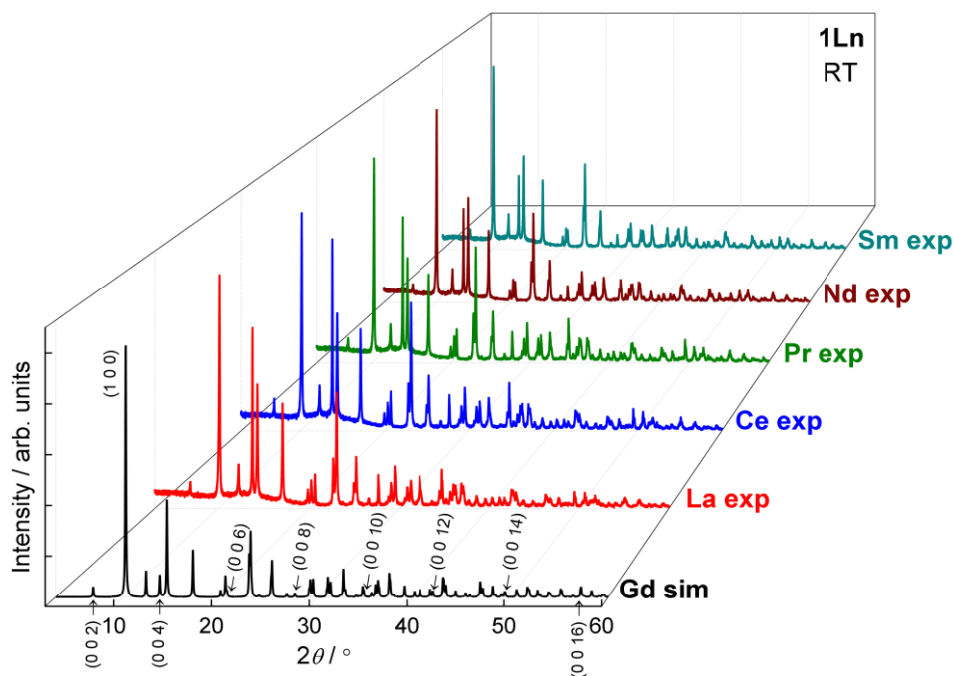 1Ln
RT
Sm exp
Nd exp
Pr exp
Ce exp
La exp
Gd sim
Intensity / arb. units
(1 0 0)
(0 0 6)
(0 0 8)
(0 0 10)
(0 0 12)
(0 0 14)
10
20
30
40
50
60
(0 0 2)
(0 0 4)
(0 0 16)
2θ / °